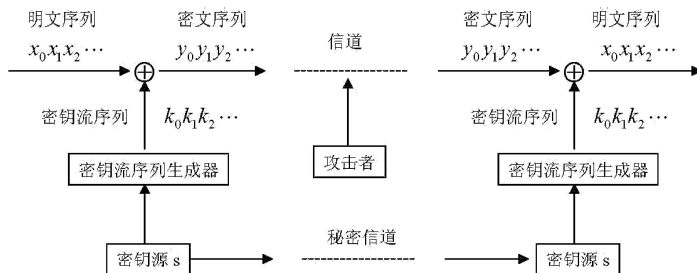 明文序列 密文序列 信道 密文序列 明文序列
x₀x₁x₂⋯ y₀y₁y₂⋯ y₀y₁y₂⋯ x₀x₁x₂⋯
密钥流序列 k₀k₁k₂⋯ 密钥流序列 k₀k₁k₂⋯
密钥流序列生成器 攻击者 密钥流序列生成器
密钥源 s 秘密信道 密钥源 s